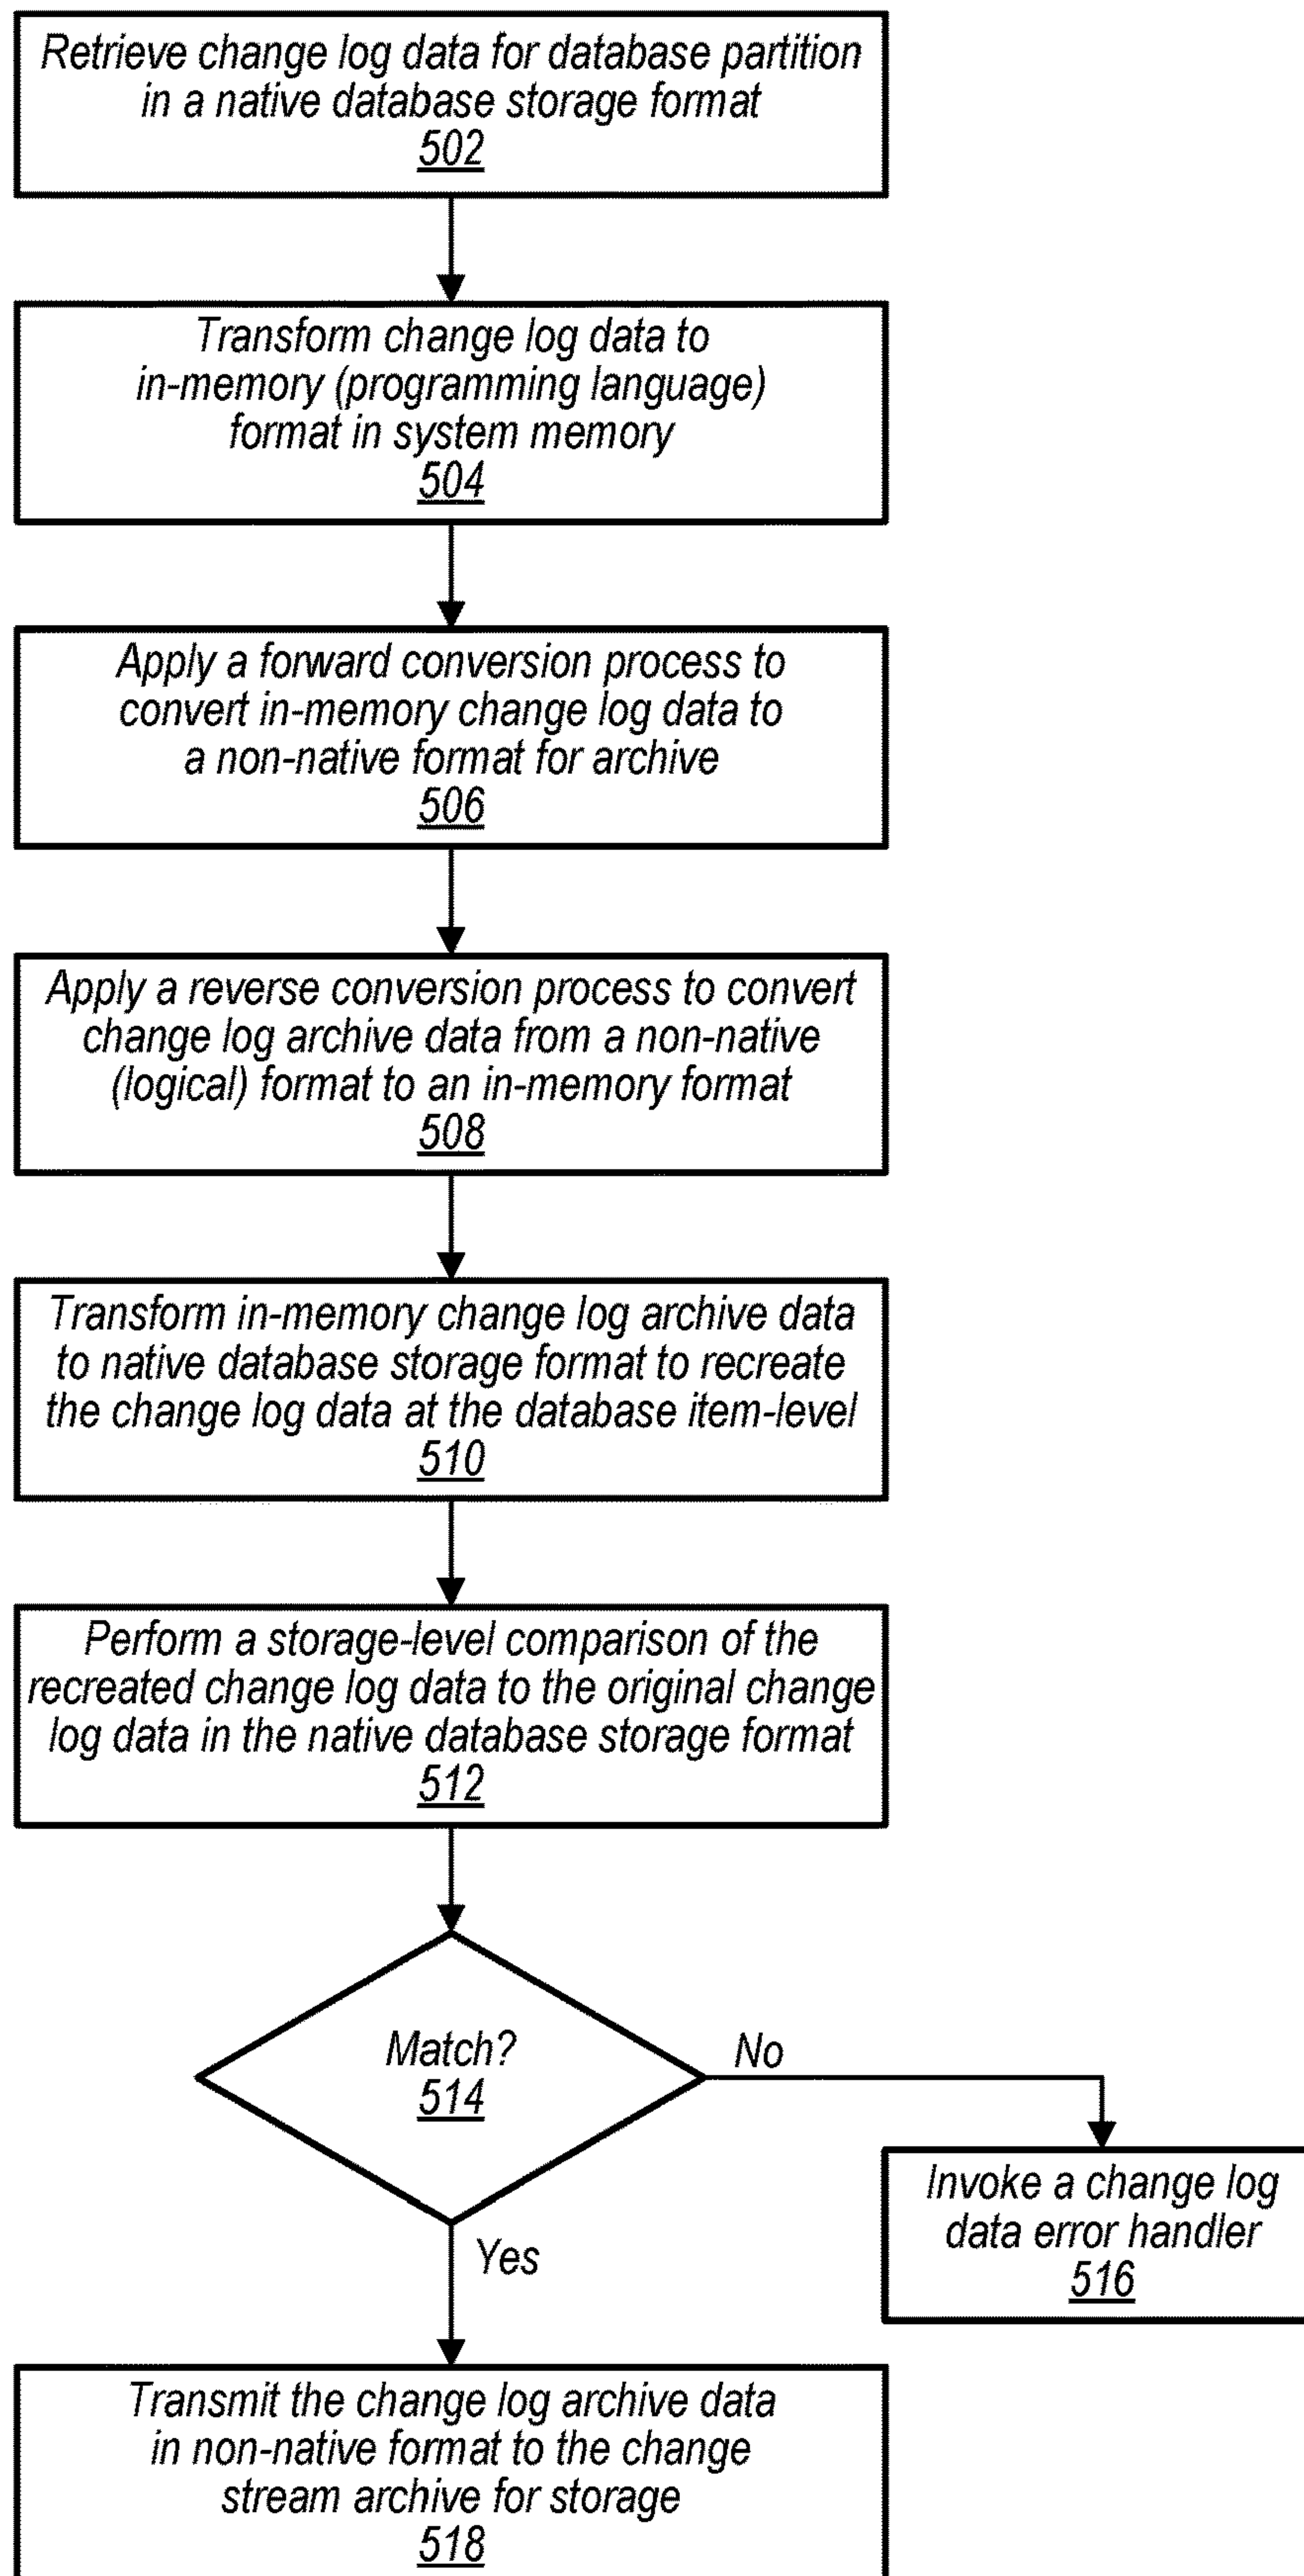 Retrieve change log data for database partition
in a native database storage format
502
Transform change log data to
in-memory (programming language)
format in system memory
504
Apply a forward conversion process to
convert in-memory change log data to
a non-native format for archive
506
Apply a reverse conversion process to convert
change log archive data from a non-native
(logical) format to an in-memory format
508
Transform in-memory change log archive data
to native database storage format to recreate
the change log data at the database item-level
510
Perform a storage-level comparison of the
recreated change log data to the original change
log data in the native database storage format
512
Match?
514
No
Invoke a change log
data error handler
516
Yes
Transmit the change log archive data
in non-native format to the change
stream archive for storage
518